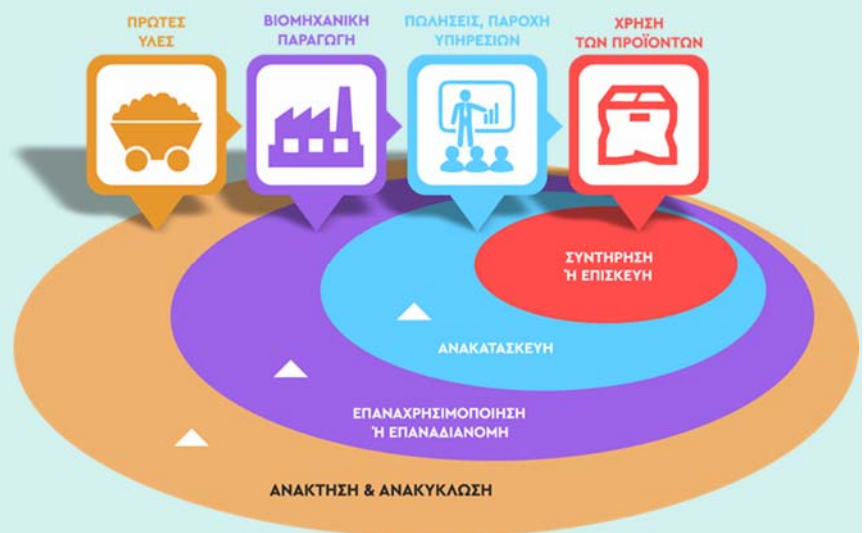 ΠΡΩΤΕΣ
ΥΛΕΣ
ΒΙΟΜΗΧΑΝΙΚΗ
ΠΑΡΑΓΩΓΗ
ΠΩΛΗΣΕΙΣ, ΠΑΡΟΧΗ
ΥΠΗΡΕΣΙΩΝ
ΧΡΗΣΗ
ΤΩΝ ΠΡΟΪΟΝΤΩΝ
ΣΥΝΤΗΡΗΣΗ
Ή ΕΠΙΣΚΕΥΗ
ΑΝΑΚΑΤΑΣΚΕΥΗ
ΕΠΑΝΑΧΡΗΣΙΜΟΠΟΙΗΣΗ
Ή ΕΠΑΝΑΔΙΑΝΟΜΗ
ΑΝΑΚΤΗΣΗ & ΑΝΑΚΥΚΛΩΣΗ